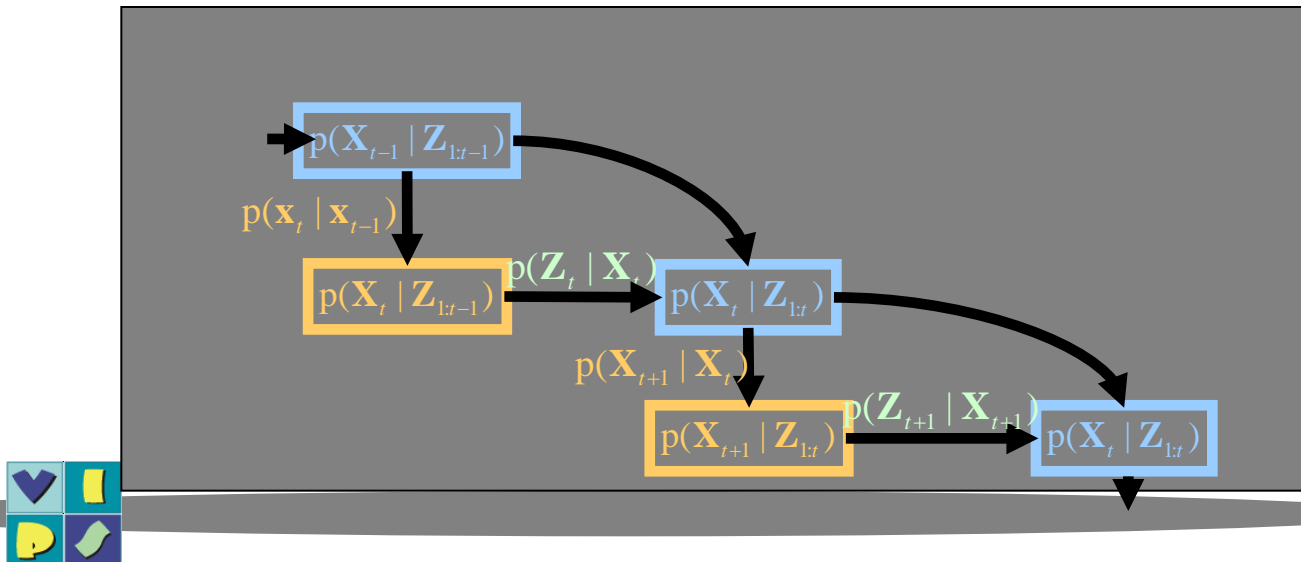 p(X_{t−1} | Z_{1:t−1})
p(x_t | x_{t−1})
p(X_t | Z_{1:t−1})
p(Z_t | X_t)
p(X_t | Z_{1:t})
p(X_{t+1} | X_t)
p(X_{t+1} | Z_{1:t})
p(Z_{t+1} | X_{t+1})
p(X_t | Z_{1:t})
V I
P S